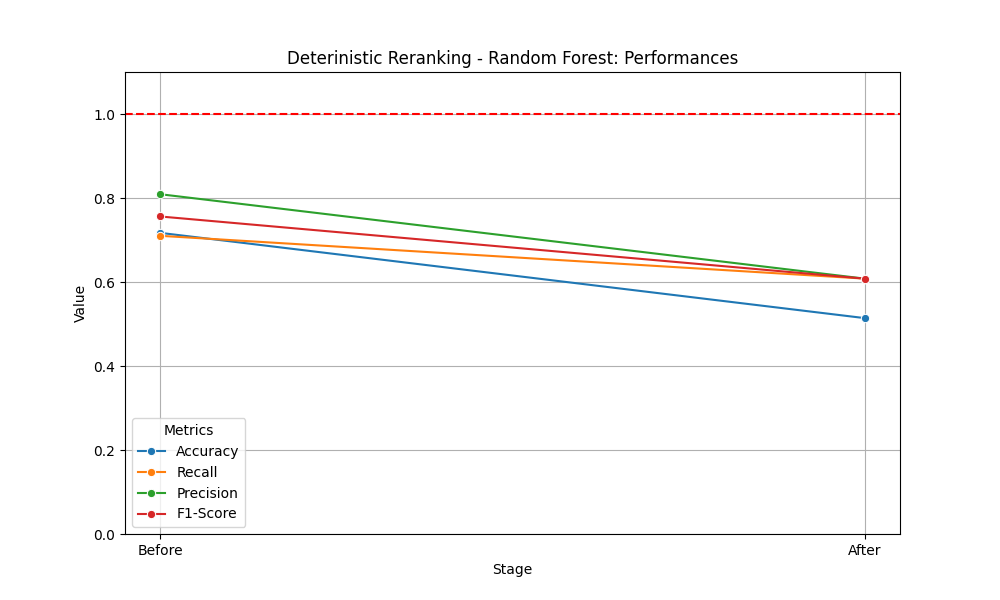 Deterinistic Reranking - Random Forest: Performances
1.0
0.8
0.6
0.4
0.2
0.0
Value
Metrics
Accuracy
Recall
Precision
F1-Score
Before
After
Stage